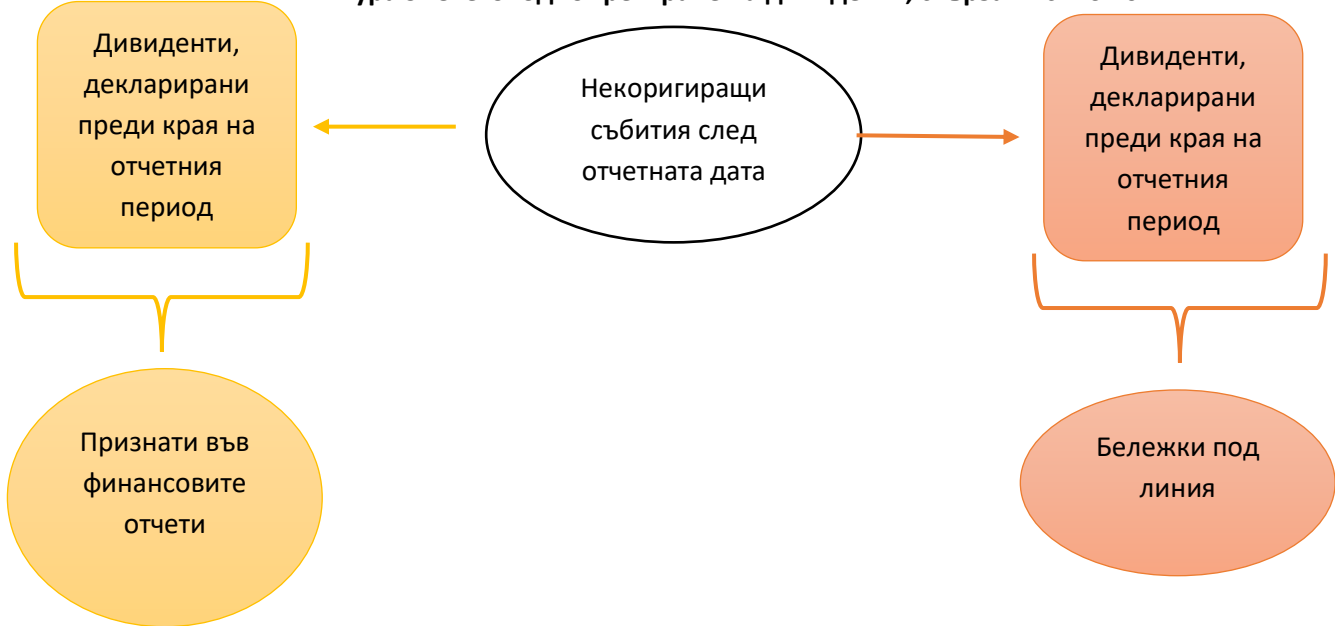 Дивиденти,
декларирани
преди края на
отчетния
период
Некоригиращи
събития след
отчетната дата
Дивиденти,
декларирани
преди края на
отчетния
период
Признати във
финансовите
отчети
Бележки под
линия